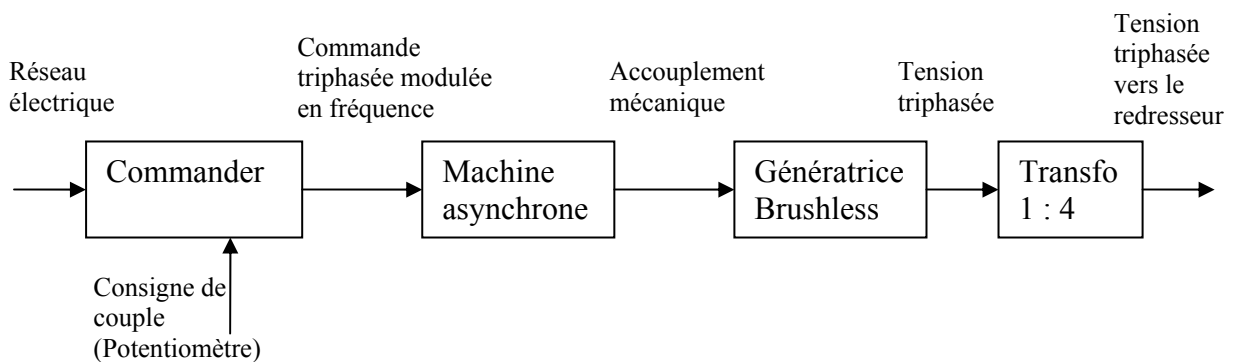 Réseau
électrique
Commande
triphasée modulée
en fréquence
Accouplement
mécanique
Tension
triphasée
Tension
triphasée
vers le
redresseur
Commander
Machine
asynchrone
Génératrice
Brushless
Transfo
1 : 4
Consigne de
couple
(Potentiomètre)